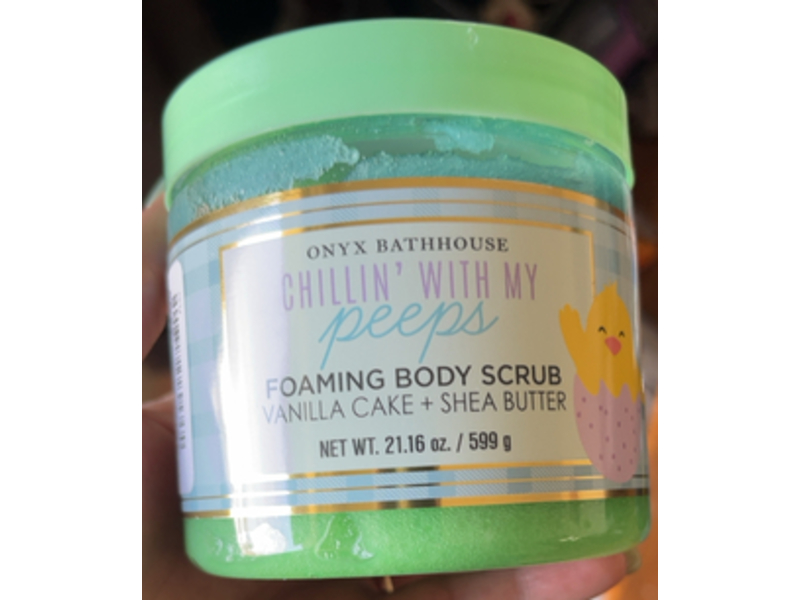 ONYX BATHHOUSE
CHILLIN' WITH MY
peeps
FOAMING BODY SCRUB
VANILLA CAKE + SHEA BUTTER
NET WT. 21.16 oz. / 599 g